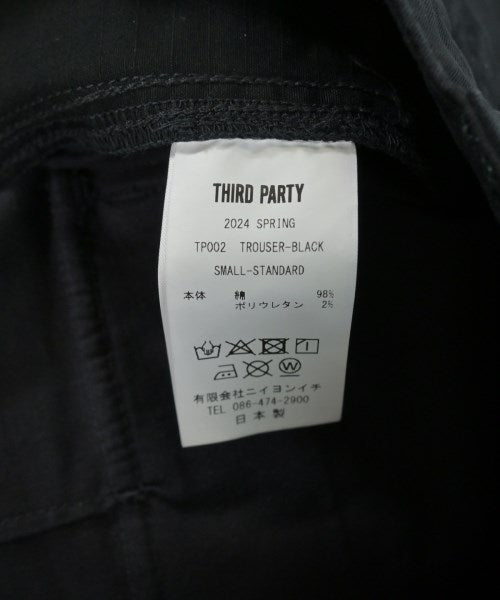 THIRD PARTY
2024 SPRING
TP002 TROUSER-BLACK
SMALL-STANDARD
本体 綿 98%
ポリウレタン 2%
有限会社ニイヨンイチ
TEL 086-474-2900
日本製